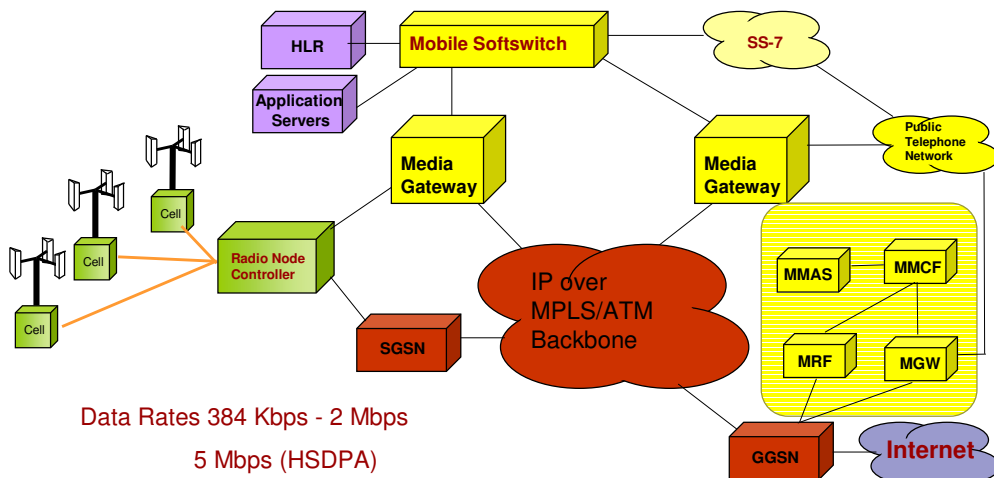 HLR
Mobile Softswitch
SS-7
Application
Servers
Public
Telephone
Network
Media
Gateway
Media
Gateway
Cell
Cell
Cell
Radio Node
Controller
IP over
MPLS/ATM
Backbone
MMAS
MMCF
SGSN
MRF
MGW
Data Rates 384 Kbps - 2 Mbps
5 Mbps (HSDPA)
GGSN
Internet